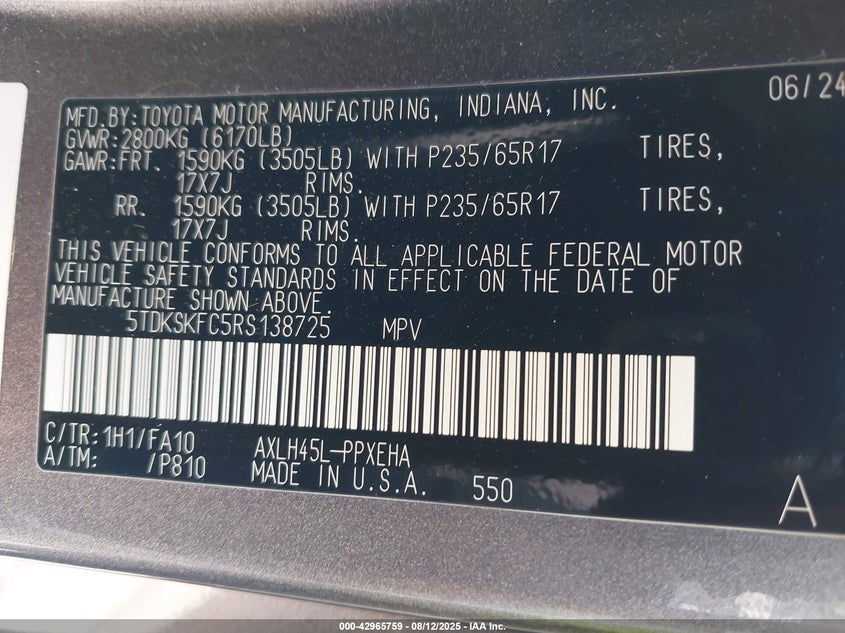 06/24
MFD.BY:TOYOTA MOTOR MANUFACTURING, INDIANA, INC.
GVWR:2800KG (6170LB)
GAWR:FRT. 1590KG (3505LB) WITH P235/65R17 TIRES,
17X7J RIMS.
RR. 1590KG (3505LB) WITH P235/65R17 TIRES,
17X7J RIMS.
THIS VEHICLE CONFORMS TO ALL APPLICABLE FEDERAL MOTOR
VEHICLE SAFETY STANDARDS IN EFFECT ON THE DATE OF
MANUFACTURE SHOWN ABOVE.
5TDKSKFC5RS138725 MPV
C/TR:1H1/FA10 AXLH45L-PPXEHA
A/TM: /P810 MADE IN U.S.A. 550
A
000-42965759 - 08/12/2025 - IAA Inc.